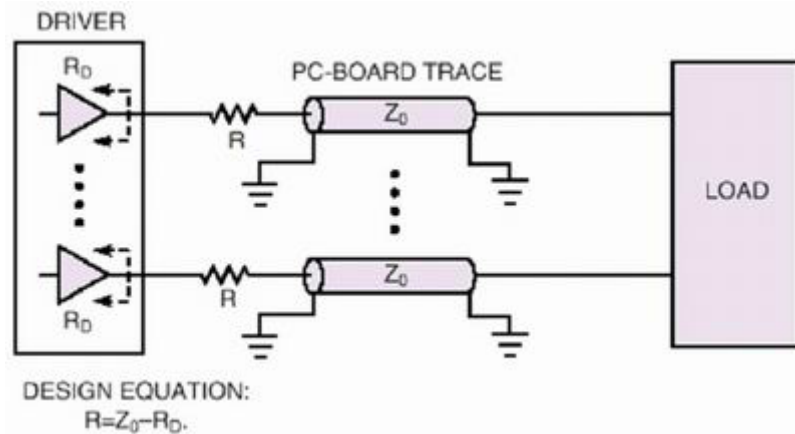 DRIVER
R_D
PC-BOARD TRACE
Z_0
R
LOAD
Z_0
R
R_D
DESIGN EQUATION:
R=Z_0–R_D.